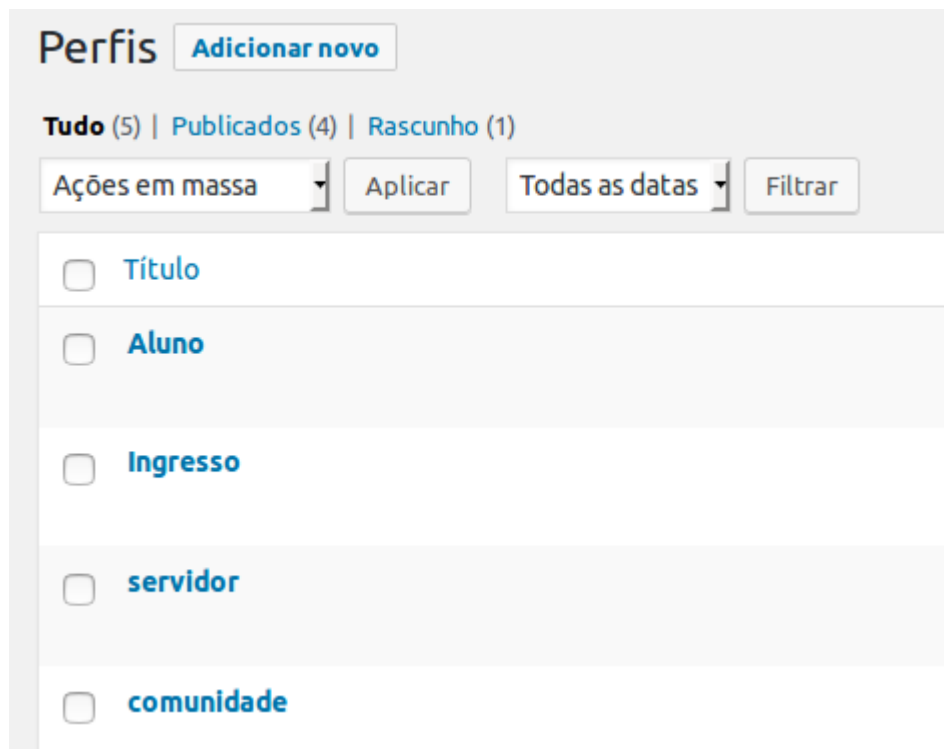 Perfis Adicionar novo
Tudo (5) | Publicados (4) | Rascunho (1)
Ações em massa Aplicar Todas as datas Filtrar
Título
Aluno
Ingresso
servidor
comunidade